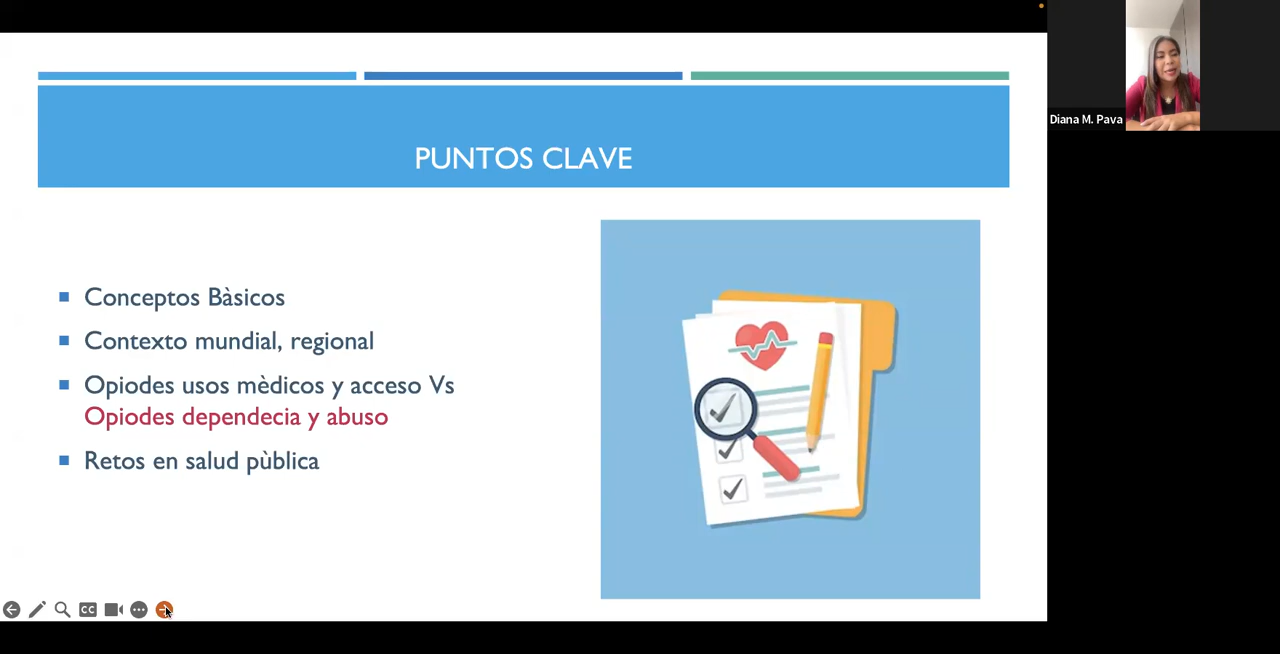 PUNTOS CLAVE
Conceptos Bàsicos
Contexto mundial, regional
Opiodes usos mèdicos y acceso Vs
Opiodes dependecia y abuso
Retos en salud pùblica
Diana M. Pava
CC